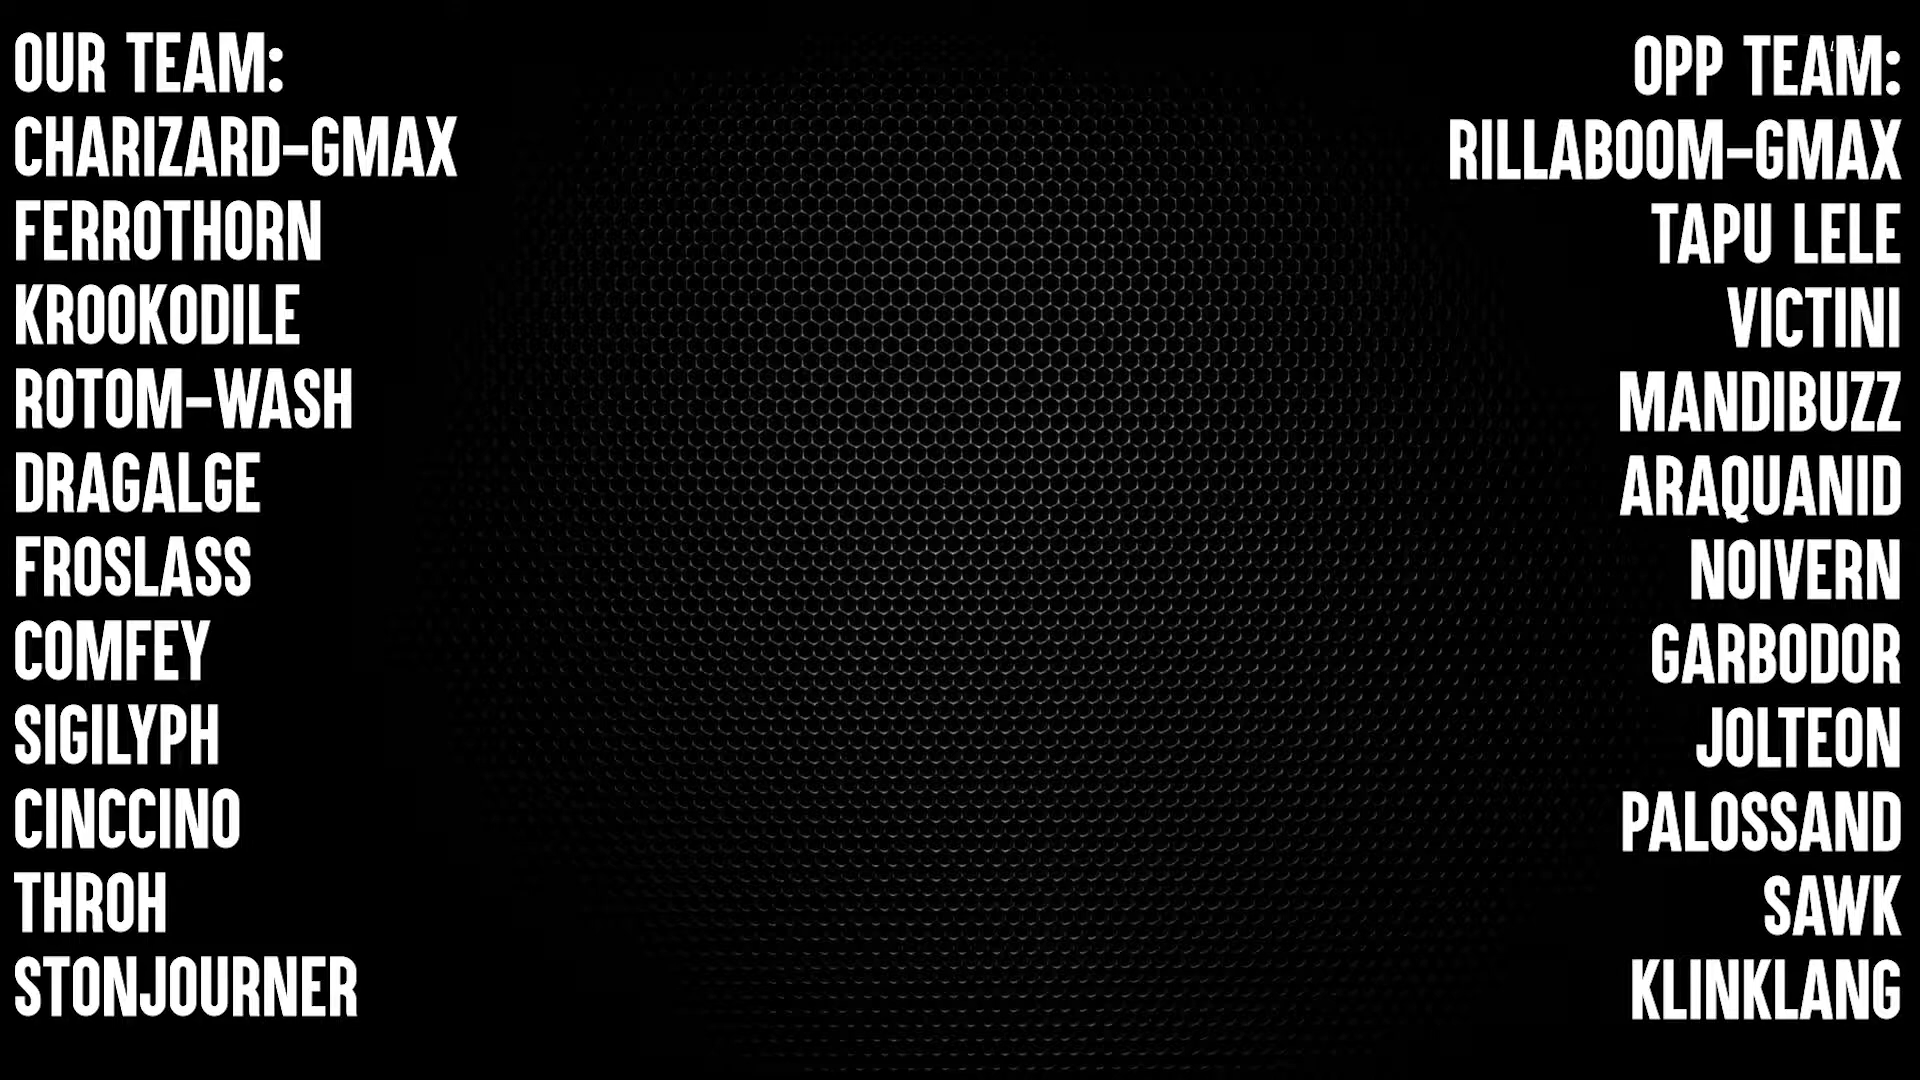 OUR TEAM:
CHARIZARD-GMAX
FERROTHORN
KROOKODILE
ROTOM-WASH
DRAGALGE
FROSLASS
COMFEY
SIGILYPH
CINCCINO
THROH
STONJOURNER
OPP TEAM:
RILLABOOM-GMAX
TAPU LELE
VICTINI
MANDIBUZZ
ARAQUANID
NOIVERN
GARBODOR
JOLTEON
PALOSSAND
SAWK
KLINKLANG